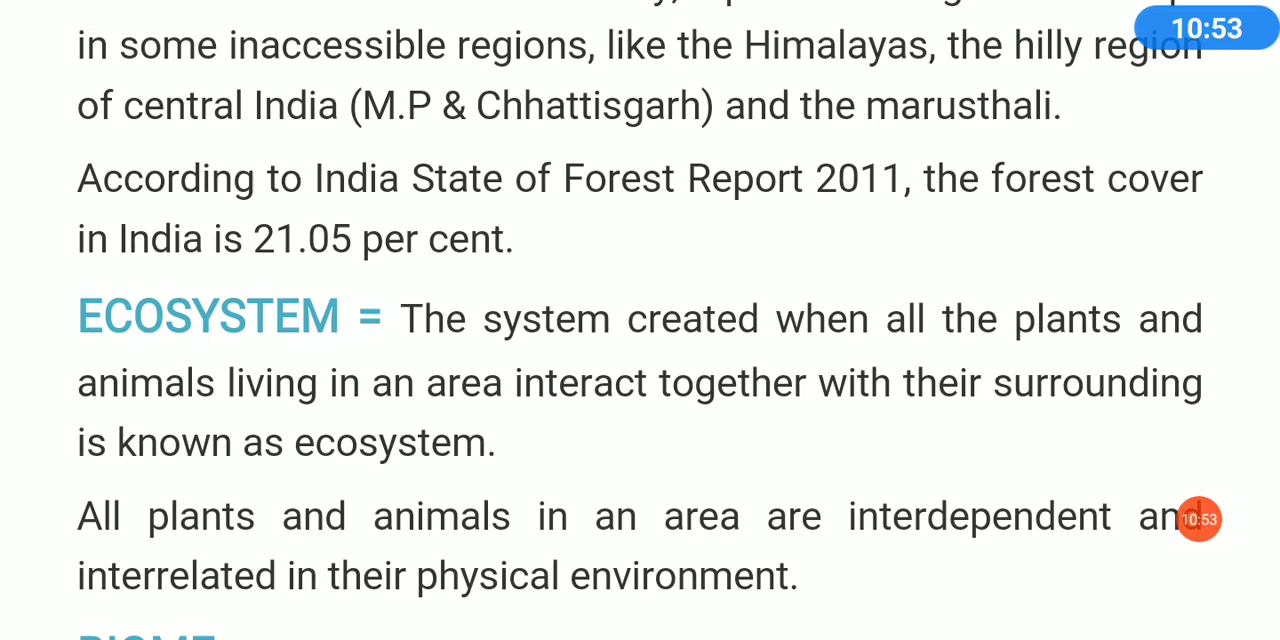 10:53
in some inaccessible regions, like the Himalayas, the hilly region
of central India (M.P & Chhattisgarh) and the marusthali.
According to India State of Forest Report 2011, the forest cover
in India is 21.05 per cent.
ECOSYSTEM = The system created when all the plants and
animals living in an area interact together with their surrounding
is known as ecosystem.
All plants and animals in an area are interdependent and
10:53
interrelated in their physical environment.